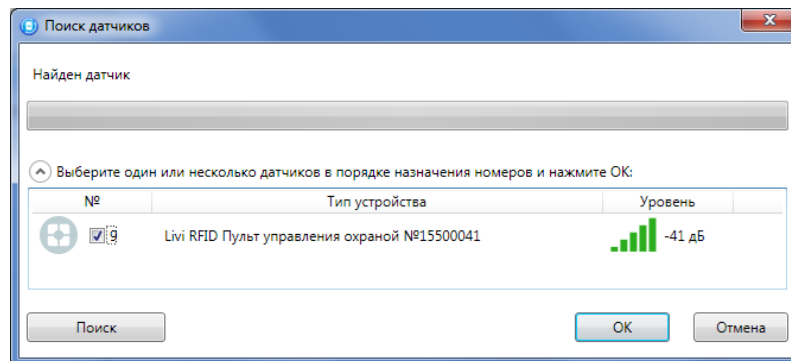 Поиск датчиков
Найден датчик
Выберите один или несколько датчиков в порядке назначения номеров и нажмите ОК:
№ Тип устройства Уровень
9 Livi RFID Пульт управления охраной №15500041 -41 дБ
Поиск ОК Отмена